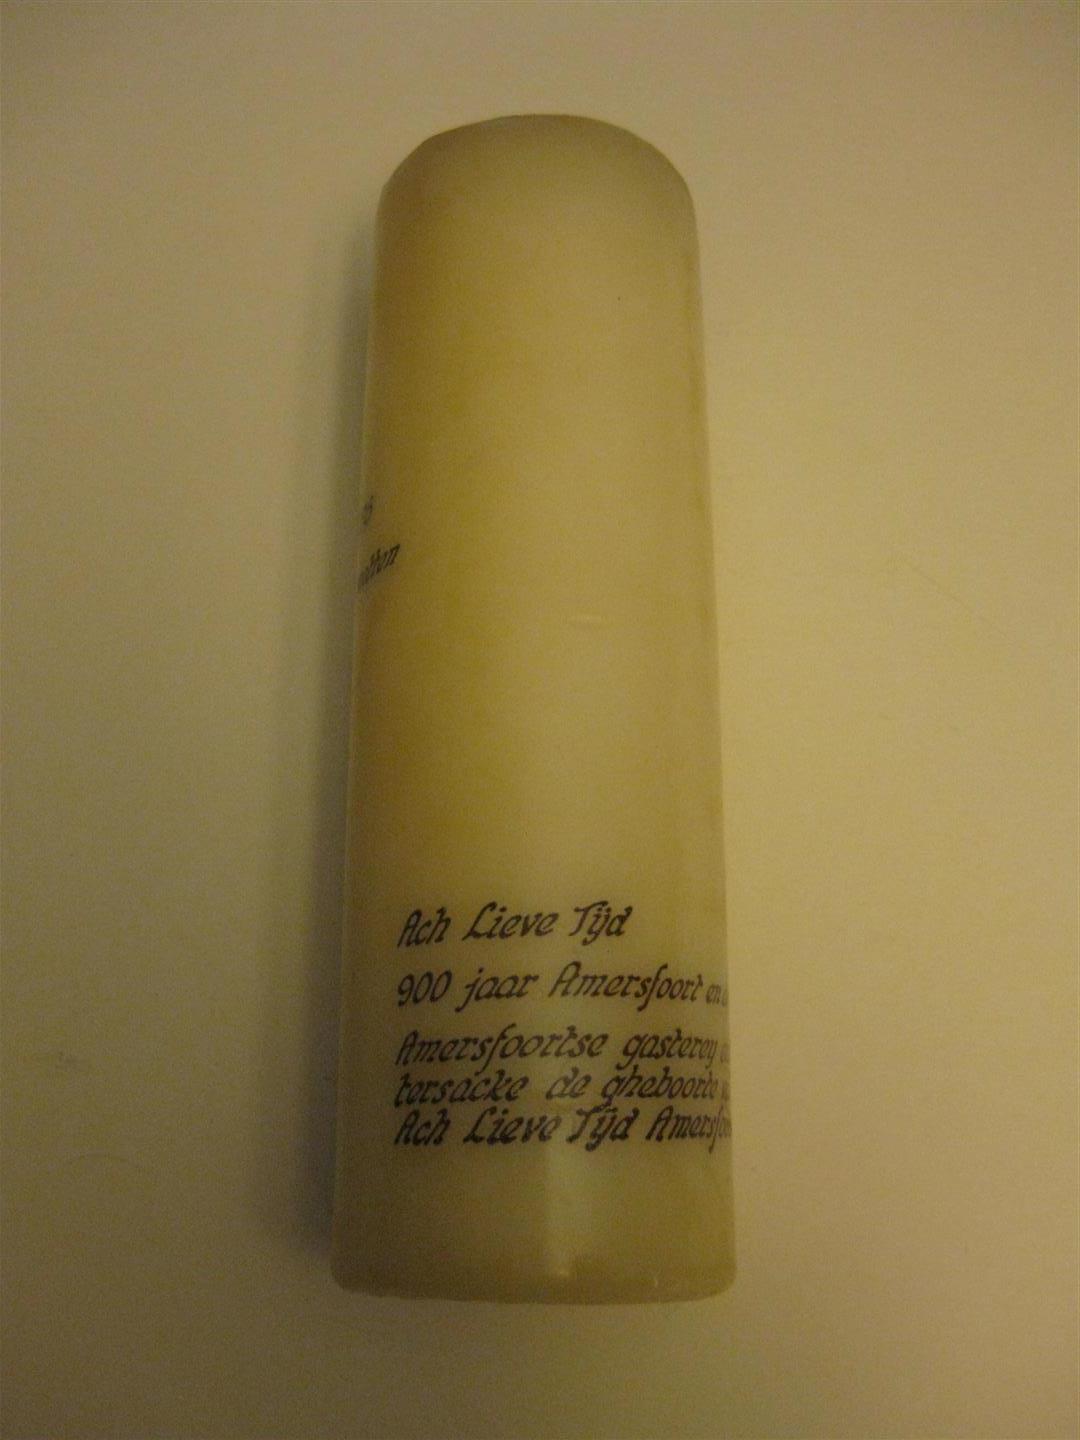 Ach Lieve Tijd
900 jaar Amersfoort en
Amersfoortse gasterey
tersacke de gheboorte
Ach Lieve Tijd